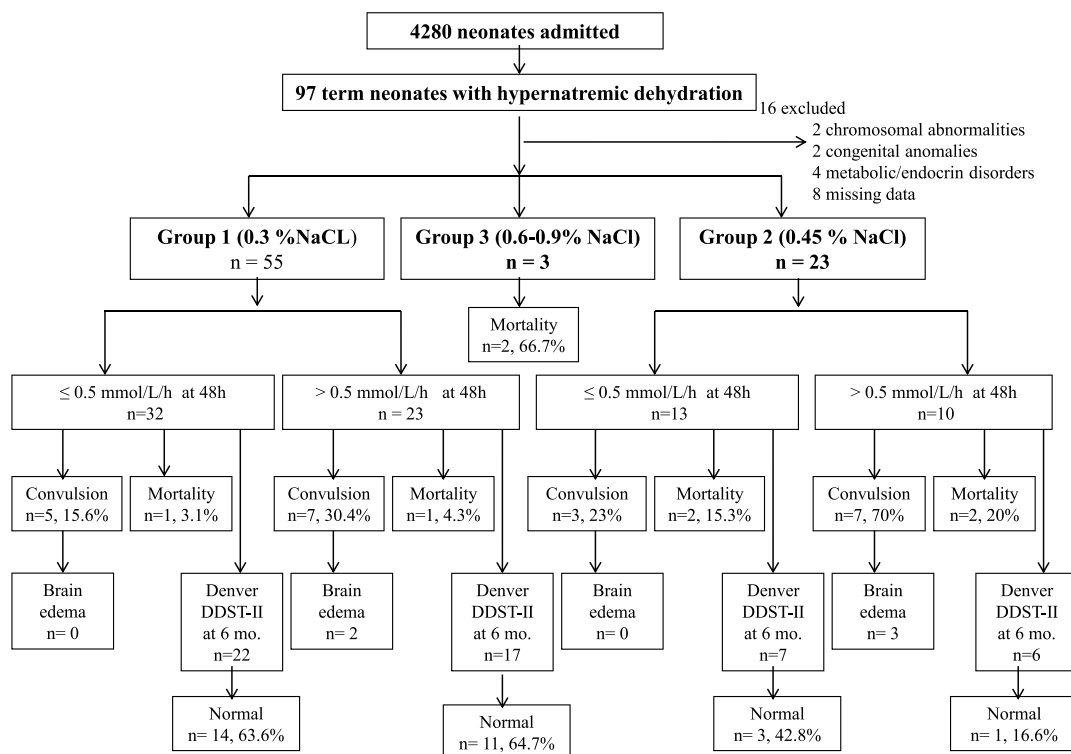 4280 neonates admitted
97 term neonates with hypernatremic dehydration
16 excluded
2 chromosomal abnormalities
2 congenital anomalies
4 metabolic/endocrin disorders
8 missing data
Group 1 (0.3 %NaCL)
n = 55
Group 3 (0.6-0.9% NaCl)
n = 3
Group 2 (0.45 % NaCl)
n = 23
Mortality
n=2, 66.7%
≤ 0.5 mmol/L/h at 48h
n=32
> 0.5 mmol/L/h at 48h
n = 23
≤ 0.5 mmol/L/h at 48h
n=13
> 0.5 mmol/L/h at 48h
n=10
Convulsion
n=5, 15.6%
Mortality
n=1, 3.1%
Convulsion
n=7, 30.4%
Mortality
n=1, 4.3%
Convulsion
n=3, 23%
Mortality
n=2, 15.3%
Convulsion
n=7, 70%
Mortality
n=2, 20%
Brain
edema
n= 0
Denver
DDST-II
at 6 mo.
n=22
Brain
edema
n= 2
Denver
DDST-II
at 6 mo.
n=17
Brain
edema
n= 0
Denver
DDST-II
at 6 mo.
n=7
Brain
edema
n= 3
Denver
DDST-II
at 6 mo.
n=6
Normal
n= 14, 63.6%
Normal
n= 11, 64.7%
Normal
n= 3, 42.8%
Normal
n= 1, 16.6%